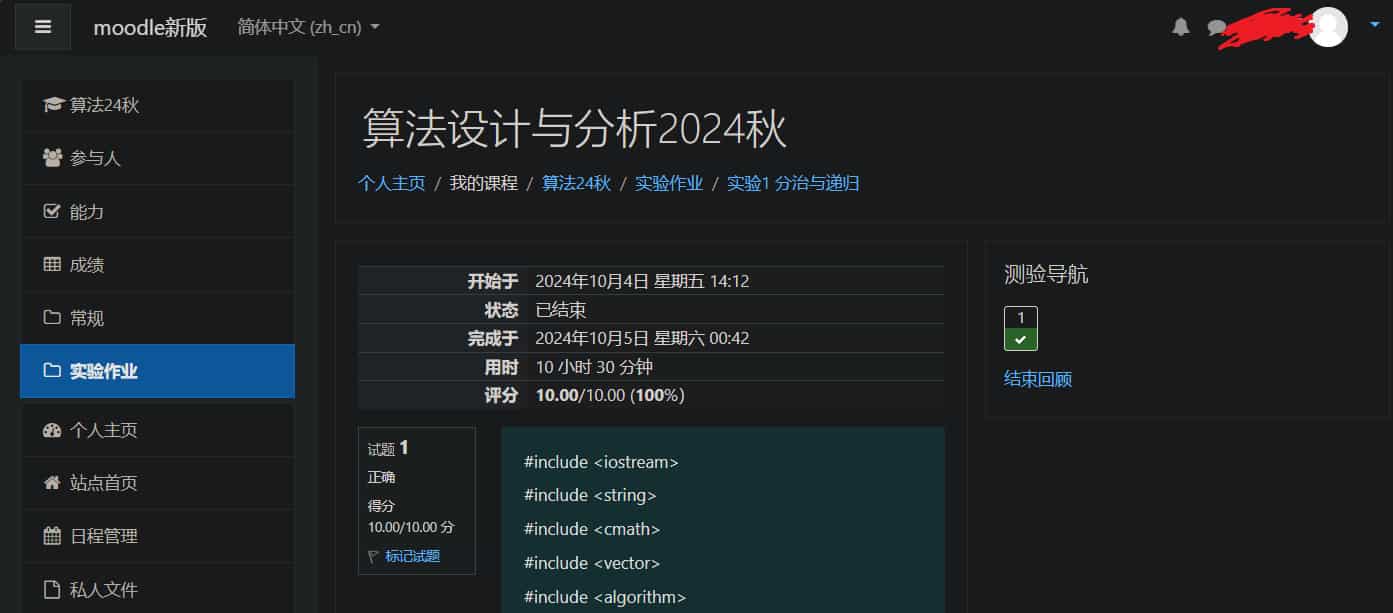 moodle新版 简体中文 (zh_cn)
算法24秋
参与人
能力
成绩
常规
实验作业
个人主页
站点首页
日程管理
私人文件
算法设计与分析2024秋
个人主页 / 我的课程 / 算法24秋 / 实验作业 / 实验1 分治与递归
开始于 2024年10月4日 星期五 14:12
状态 已结束
完成于 2024年10月5日 星期六 00:42
用时 10 小时 30 分钟
评分 10.00/10.00 (100%)
试题 1
正确
得分
10.00/10.00 分
标记试题
#include <iostream>
#include <string>
#include <cmath>
#include <vector>
#include <algorithm>
测验导航
1
结束回顾